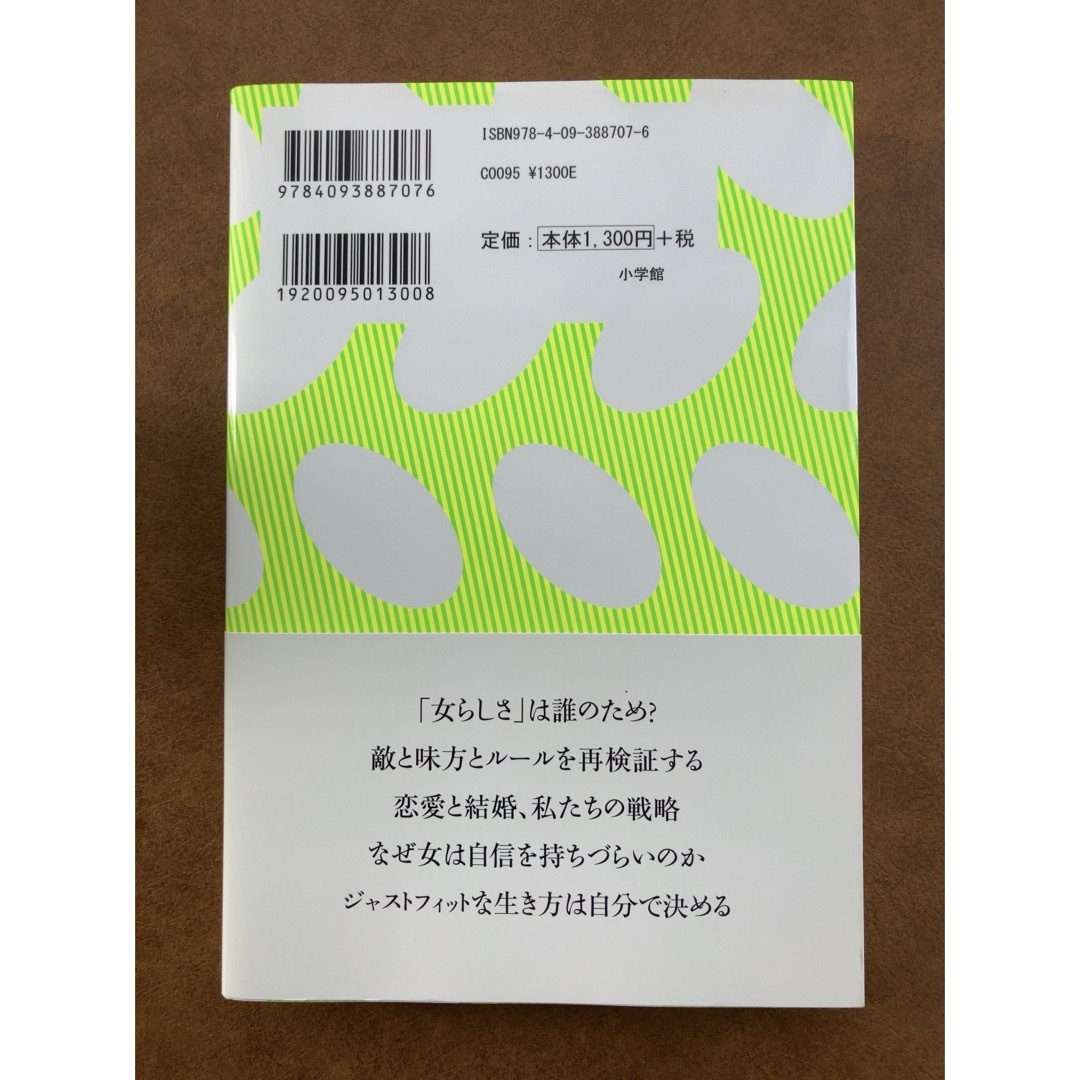 ISBN978-4-09-388707-6
9784093887076
C0095 ¥1300E
定価：本体1,300円＋税
小学館
1920095013008
「女らしさ」は誰のため?
敵と味方とルールを再検証する
恋愛と結婚、私たちの戦略
なぜ女は自信を持ちづらいのか
ジャストフィットな生き方は自分で決める